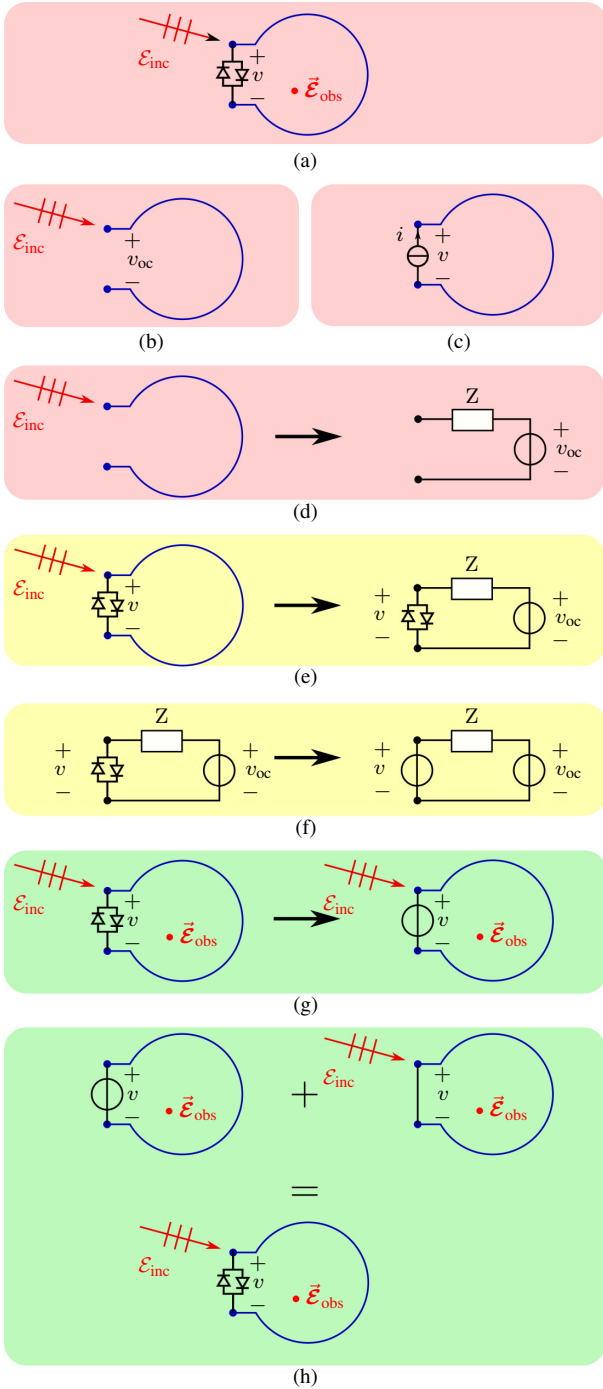 ℰinc
+
v
−
ℰ⃗obs
(a)
ℰinc
+
voc
−
(b)
i
+
v
−
(c)
ℰinc
Z
+
voc
−
(d)
ℰinc
+
v
−
+
v
−
Z
+
voc
−
(e)
+
v
−
Z
+
voc
−
+
v
−
Z
+
voc
−
(f)
ℰinc
+
v
−
ℰ⃗obs
ℰinc
+
v
−
ℰ⃗obs
(g)
+
v
−
ℰ⃗obs
+
ℰinc
+
v
−
ℰ⃗obs
=
ℰinc
+
v
−
ℰ⃗obs
(h)